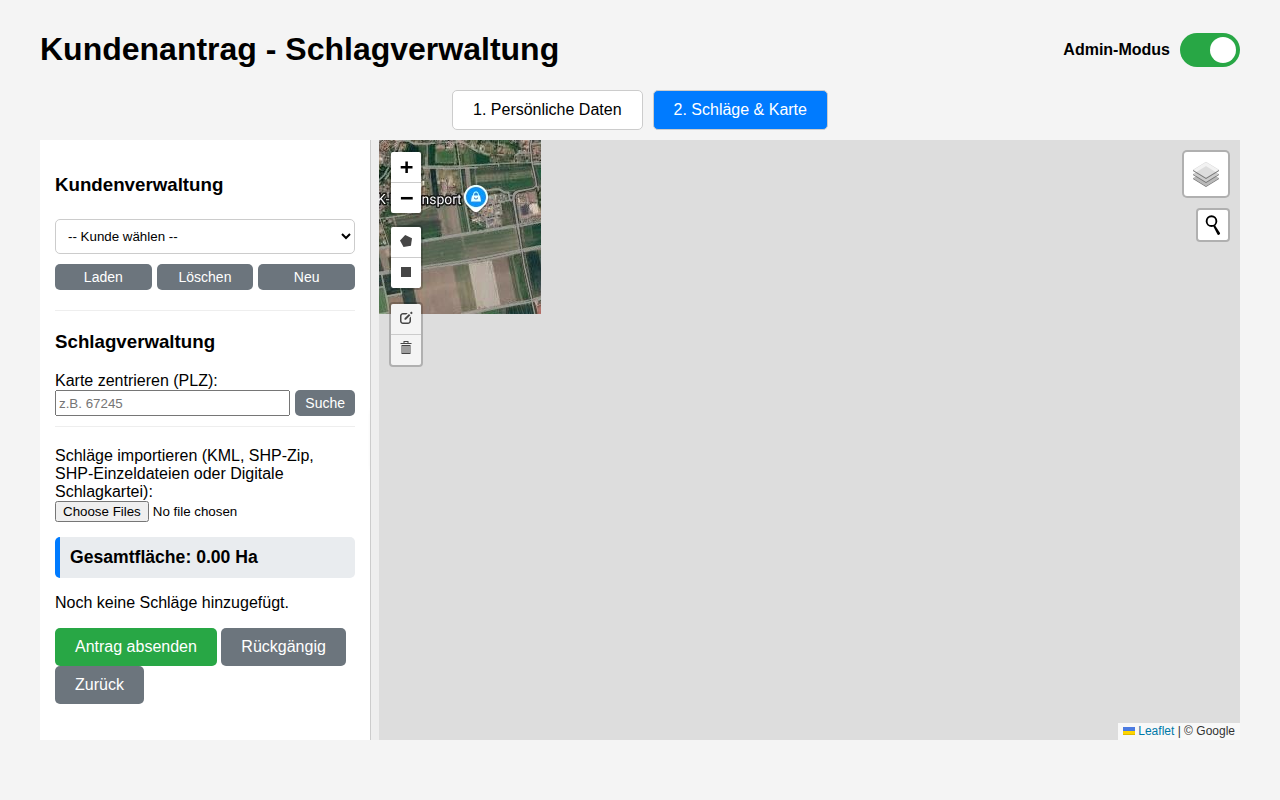 Kundenantrag - Schlagverwaltung
Admin-Modus
1. Persönliche Daten
2. Schläge & Karte
Kundenverwaltung
-- Kunde wählen --
Laden
Löschen
Neu
Schlagverwaltung
Karte zentrieren (PLZ):
z.B. 67245
Suche
Schläge importieren (KML, SHP-Zip,
SHP-Einzeldateien oder Digitale
Schlagkartei):
Choose Files No file chosen
Gesamtfläche: 0.00 Ha
Noch keine Schläge hinzugefügt.
Antrag absenden
Rückgängig
Zurück
+
−
Leaflet | © Google